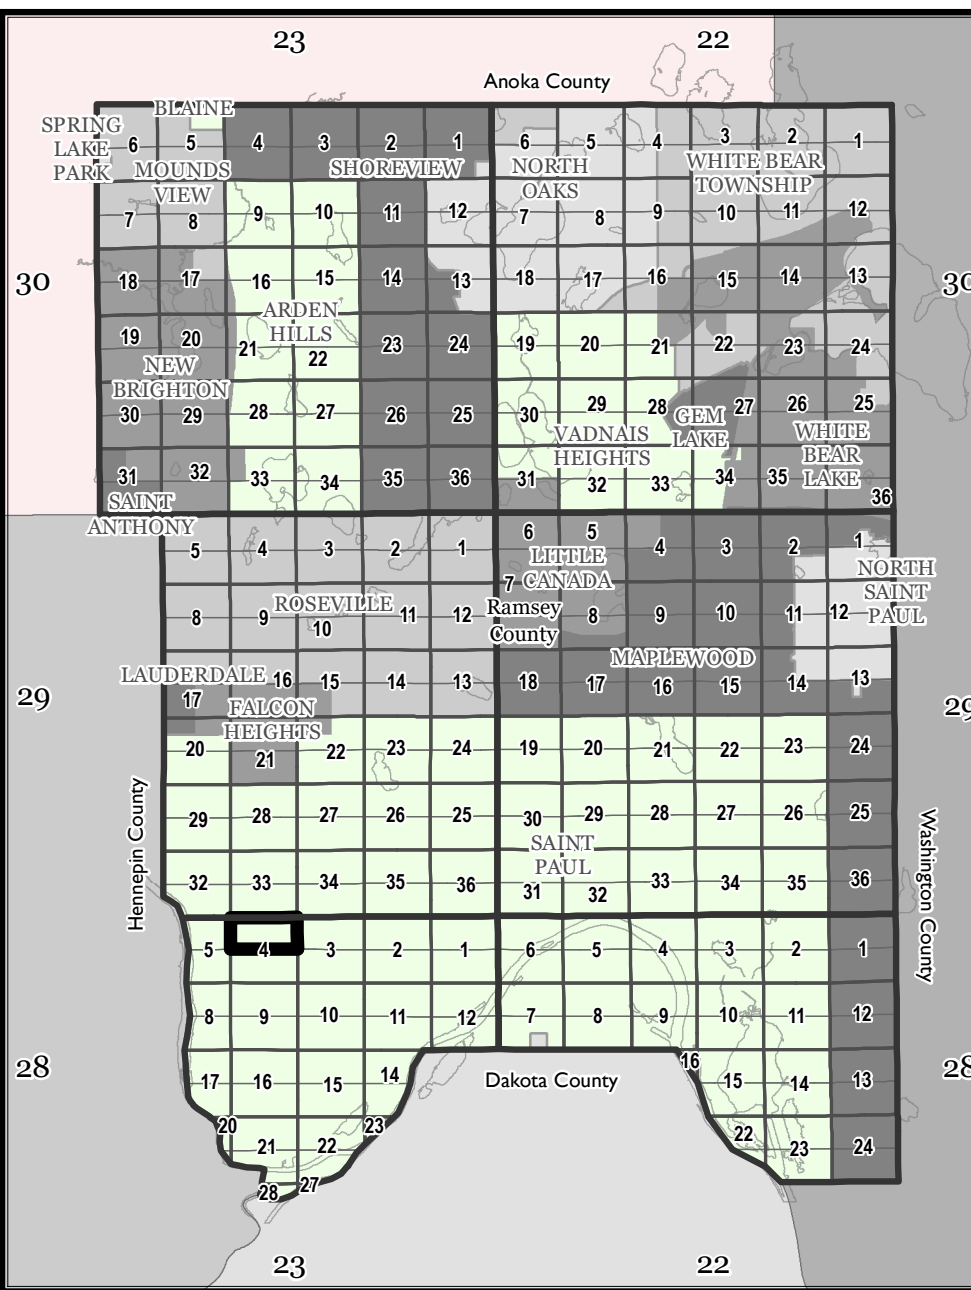 23 22
Anoka County
BLAINE
SPRING
LAKE
PARK
6 5 4 3 2 1 6 5 4 3 2 1
MOUNDS
VIEW
SHOREVIEW
NORTH
OAKS
WHITE BEAR
TOWNSHIP
7 8 9 10 11 12 7 8 9 10 11 12
30 18 17 16 15 14 13 18 17 16 15 14 13 30
ARDEN
HILLS
19 20 21 22 23 24 19 20 21 22 23 24
NEW
BRIGHTON
30 29 28 27 26 25 30 29 28 27 26 25
GEM
LAKE
VADNAIS
HEIGHTS
WHITE
BEAR
LAKE
31 32 33 34 35 36 31 32 33 34 35 36
SAINT
ANTHONY
5 4 3 2 1 6 5 4 3 2 1
LITTLE
CANADA
NORTH
SAINT
PAUL
ROSEVILLE
Ramsey
County
8 9 10 11 12 7 8 9 10 11 12
MAPLEWOOD
LAUDERDALE
29 17 16 15 14 13 18 17 16 15 14 13 29
FALCON
HEIGHTS
20 21 22 23 24 19 20 21 22 23 24
29 28 27 26 25 30 29 28 27 26 25
SAINT
PAUL
32 33 34 35 36 31 32 33 34 35 36
Hennepin County
Washington County
5 4 3 2 1 6 5 4 3 2 1
8 9 10 11 12 7 8 9 10 11 12
28 17 16 15 14 16 15 14 13 28
Dakota County
20 21 22 23 22 23 24
28 27
23 22